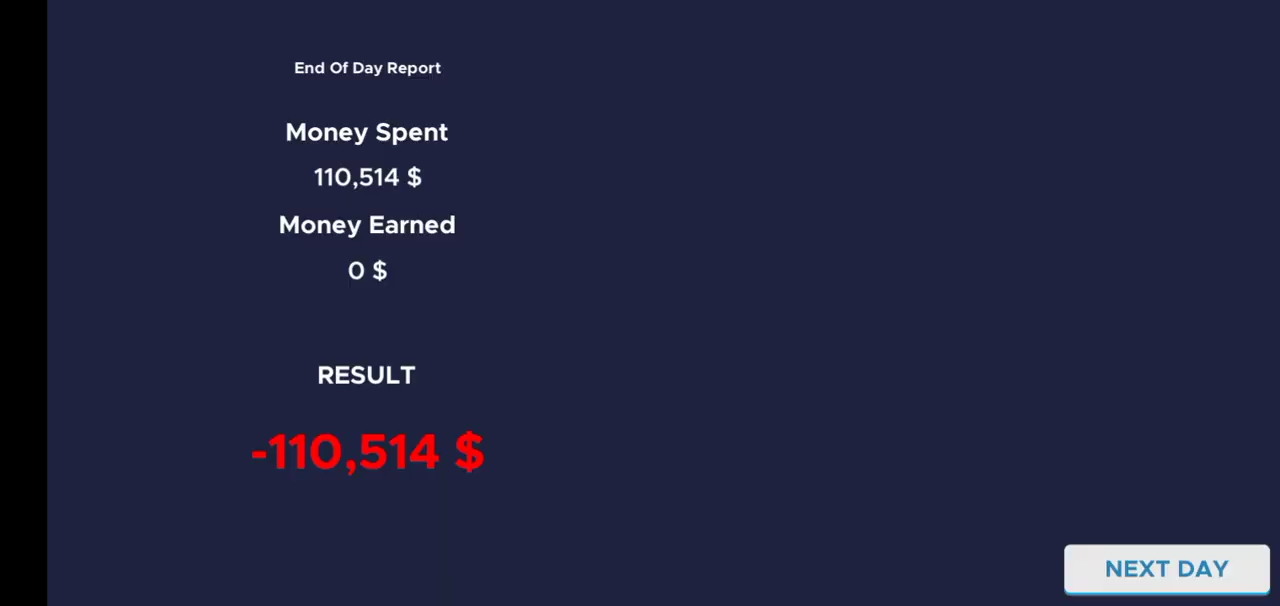 End Of Day Report
Money Spent
110,514 $
Money Earned
0 $
RESULT
-110,514 $
NEXT DAY